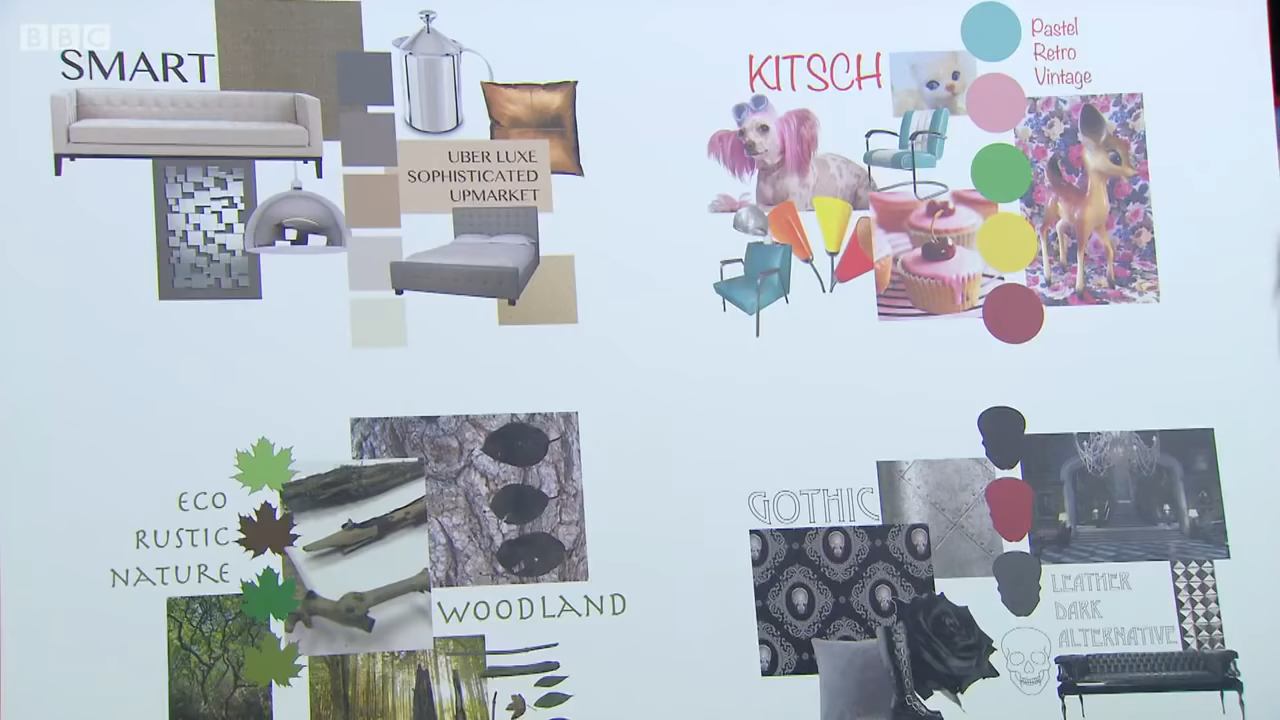 BBC
SMART
UBER LUXE
SOPHISTICATED
UPMARKET
KITSCH
Pastel
Retro
Vintage
ECO
RUSTIC
NATURE
WOODLAND
GOTHIC
LEATHER
DARK
ALTERNATIVE